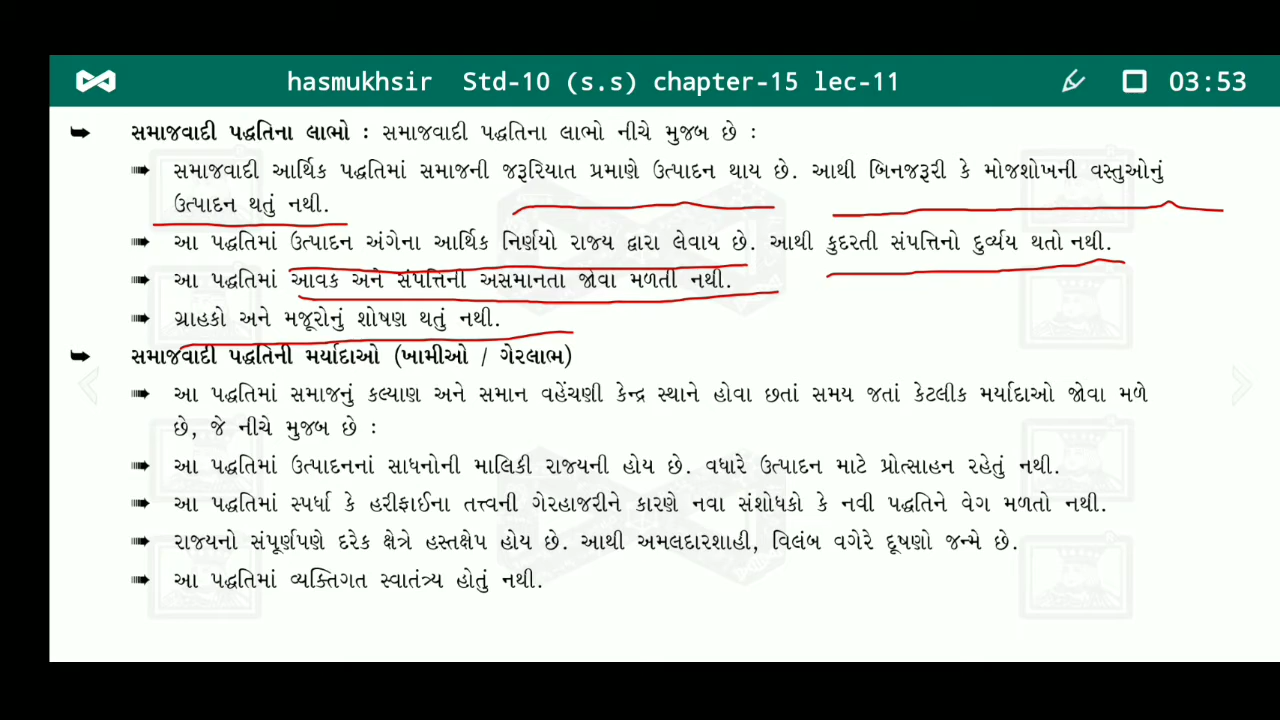 hasmukhsir Std-10 (s.s) chapter-15 lec-11 03:53
સમાજવાદી પદ્ધતિના લાભો : સમાજવાદી પદ્ધતિના લાભો નીચે મુજબ છે :
સમાજવાદી આર્થિક પદ્ધતિમાં સમાજની જરૂરિયાત પ્રમાણે ઉત્પાદન થાય છે. આથી બિનજરૂરી કે મોજશોખની વસ્તુઓનું
ઉત્પાદન થતું નથી.
આ પદ્ધતિમાં ઉત્પાદન અંગેના આર્થિક નિર્ણયો રાજય દ્વારા લેવાય છે. આથી કુદરતી સંપત્તિનો દુર્વ્યય થતો નથી.
આ પદ્ધતિમાં આવક અને સંપત્તિની અસમાનતા જોવા મળતી નથી.
ગ્રાહકો અને મજૂરોનું શોષણ થતું નથી.
સમાજવાદી પદ્ધતિની મર્યાદાઓ (ખામીઓ / ગેરલાભ)
આ પદ્ધતિમાં સમાજનું કલ્યાણ અને સમાન વહેંચણી કેન્દ્ર સ્થાને હોવા છતાં સમય જતાં કેટલીક મર્યાદાઓ જોવા મળે
છે, જે નીચે મુજબ છે :
આ પદ્ધતિમાં ઉત્પાદનનાં સાધનોની માલિકી રાજયની હોય છે. વધારે ઉત્પાદન માટે પ્રોત્સાહન રહેતું નથી.
આ પદ્ધતિમાં સ્પર્ધા કે હરીફાઈના તત્ત્વની ગેરહાજરીને કારણે નવા સંશોધકો કે નવી પદ્ધતિને વેગ મળતો નથી.
રાજયનો સંપૂર્ણપણે દરેક ક્ષેત્રે હસ્તક્ષેપ હોય છે. આથી અમલદારશાહી, વિલંબ વગેરે દૂષણો જન્મે છે.
આ પદ્ધતિમાં વ્યક્તિગત સ્વાતંત્ર્ય હોતું નથી.